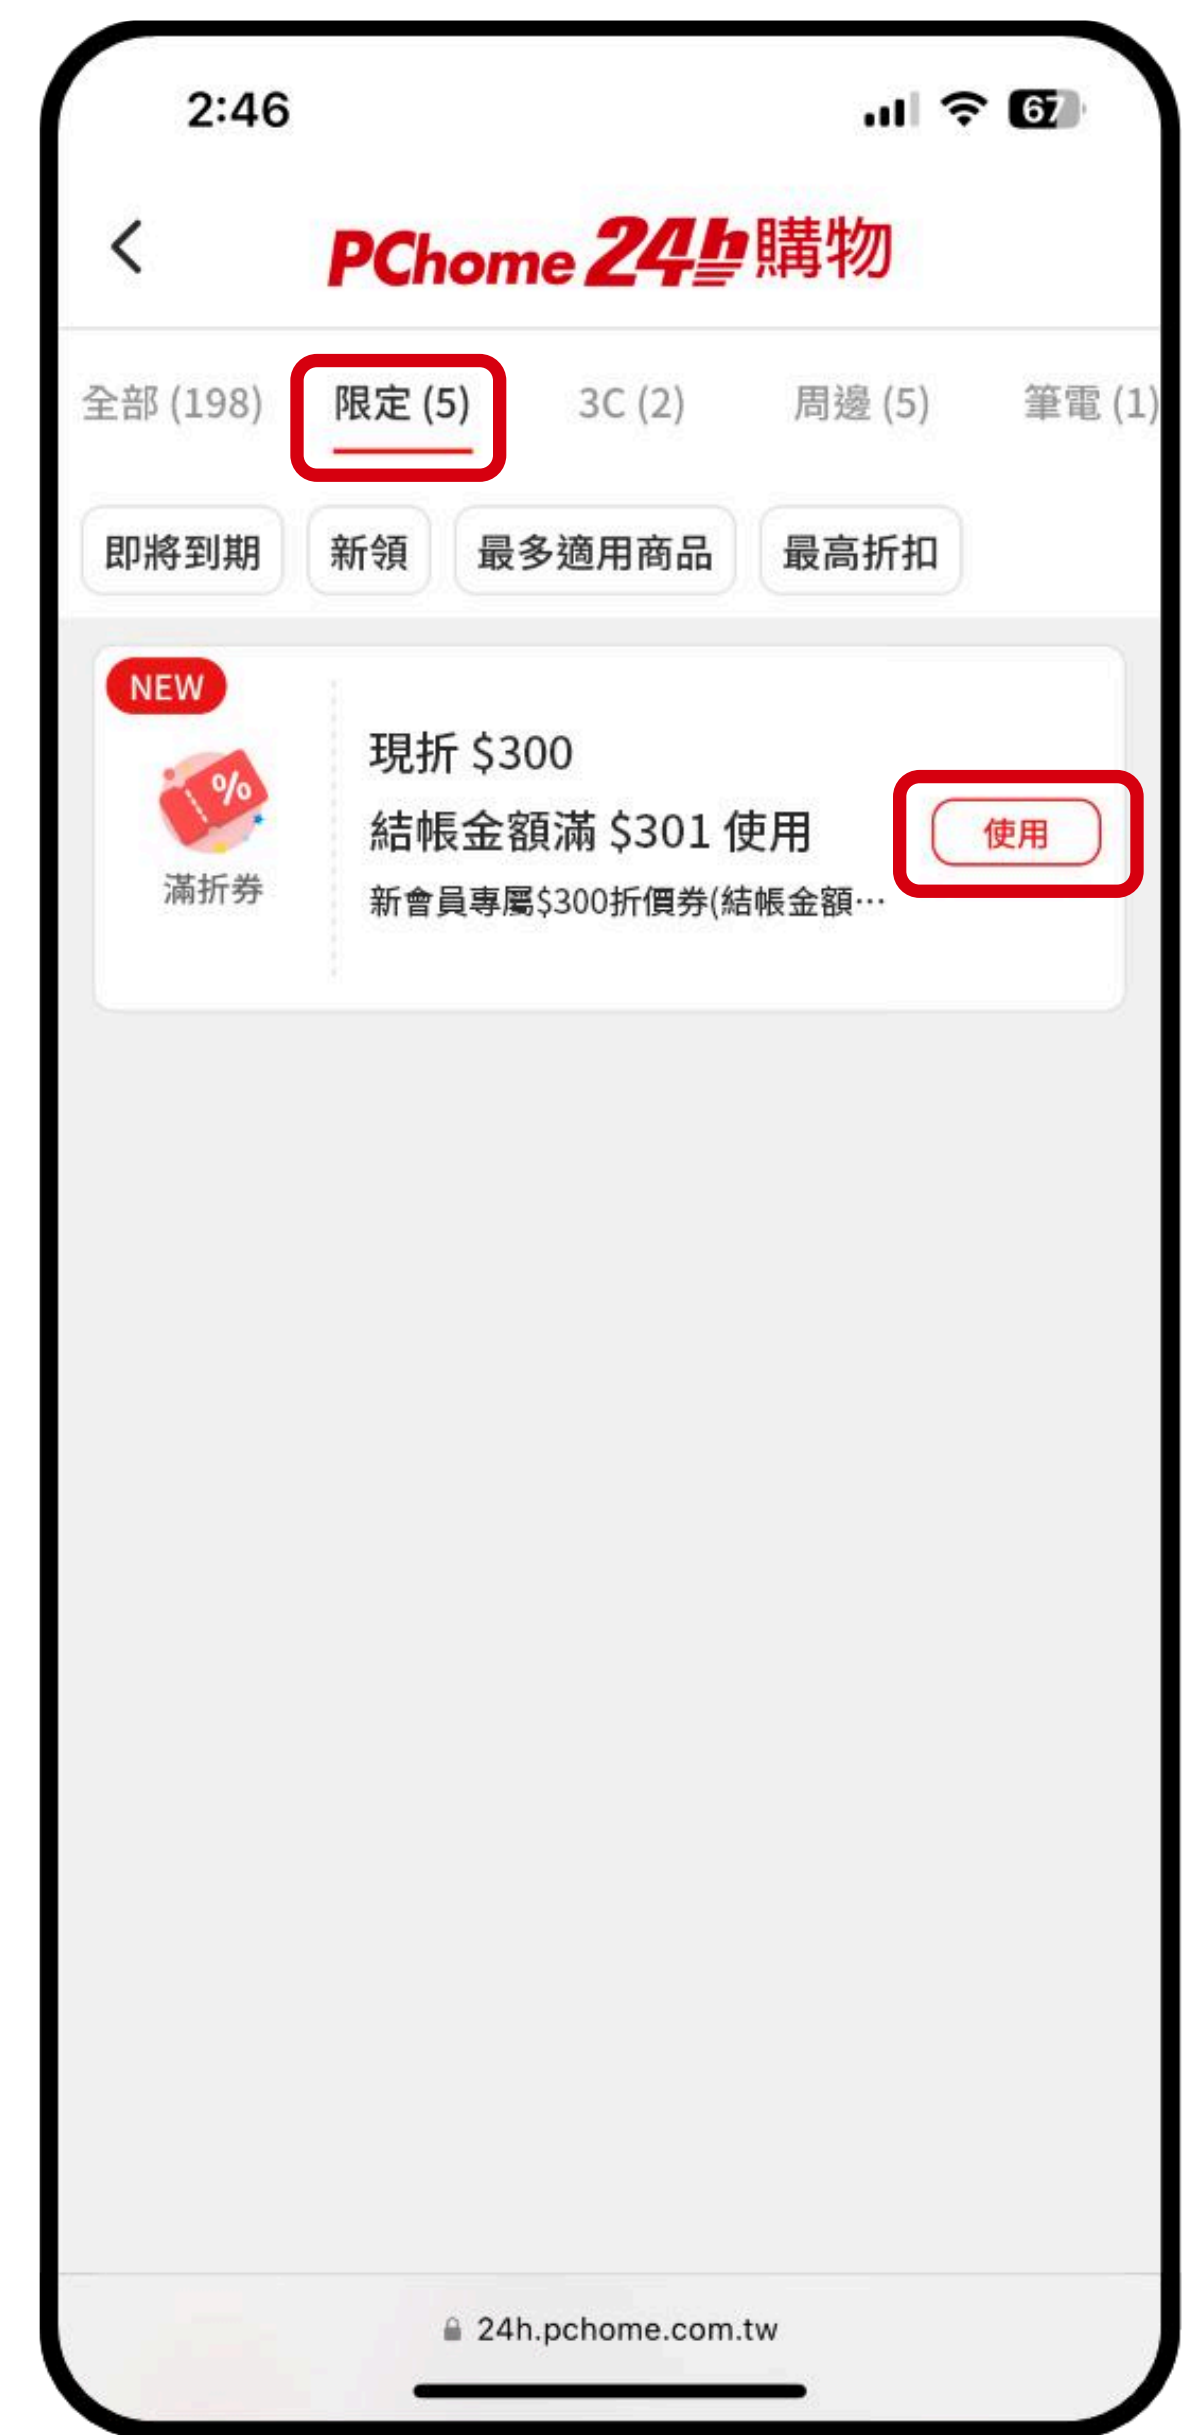 2:46
67
PChome 24h購物
全部 (198) 限定 (5) 3C (2) 周邊 (5) 筆電 (1)
即將到期 新領 最多適用商品 最高折扣
NEW
%
滿折券
現折 $300
結帳金額滿 $301 使用
新會員專屬$300折價券(結帳金額…
使用
24h.pchome.com.tw